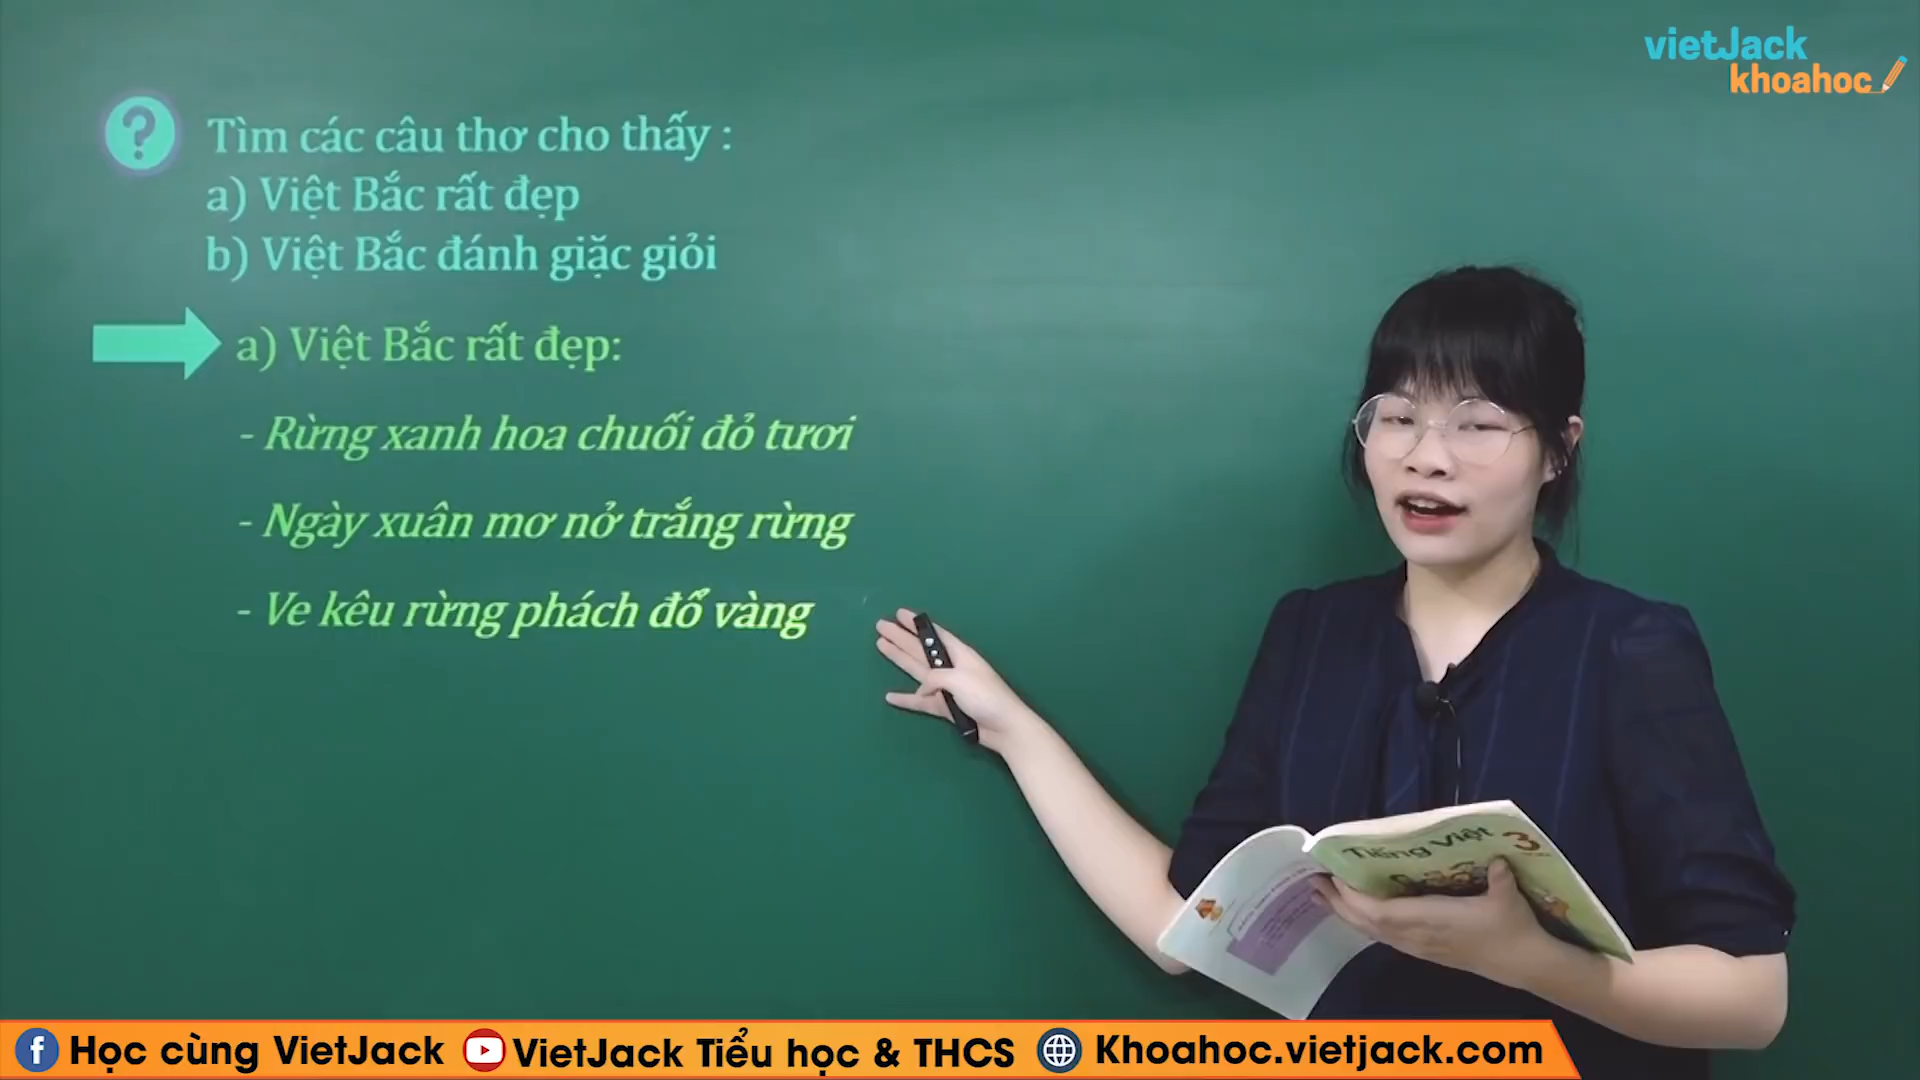 vietJack
khoahoc
? Tìm các câu thơ cho thấy :
a) Việt Bắc rất đẹp
b) Việt Bắc đánh giặc giỏi
a) Việt Bắc rất đẹp:
- Rừng xanh hoa chuối đỏ tươi
- Ngày xuân mơ nở trắng rừng
- Ve kêu rừng phách đổ vàng
Tiếng Việt 3
f Học cùng VietJack VietJack Tiểu học & THCS Khoahoc.vietjack.com